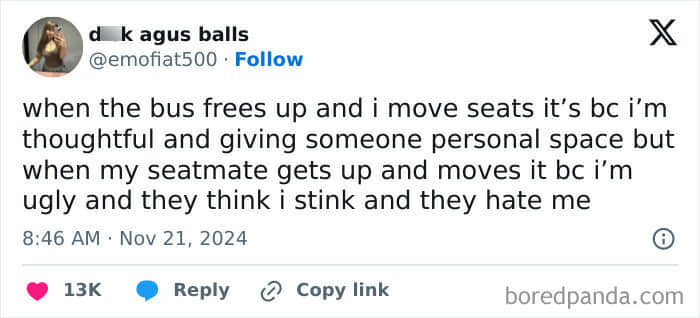 d k agus balls
@emofiat500 · Follow
when the bus frees up and i move seats it's bc i'm
thoughtful and giving someone personal space but
when my seatmate gets up and moves it bc i'm
ugly and they think i stink and they hate me
8:46 AM · Nov 21, 2024
13K Reply Copy link
boredpanda.com